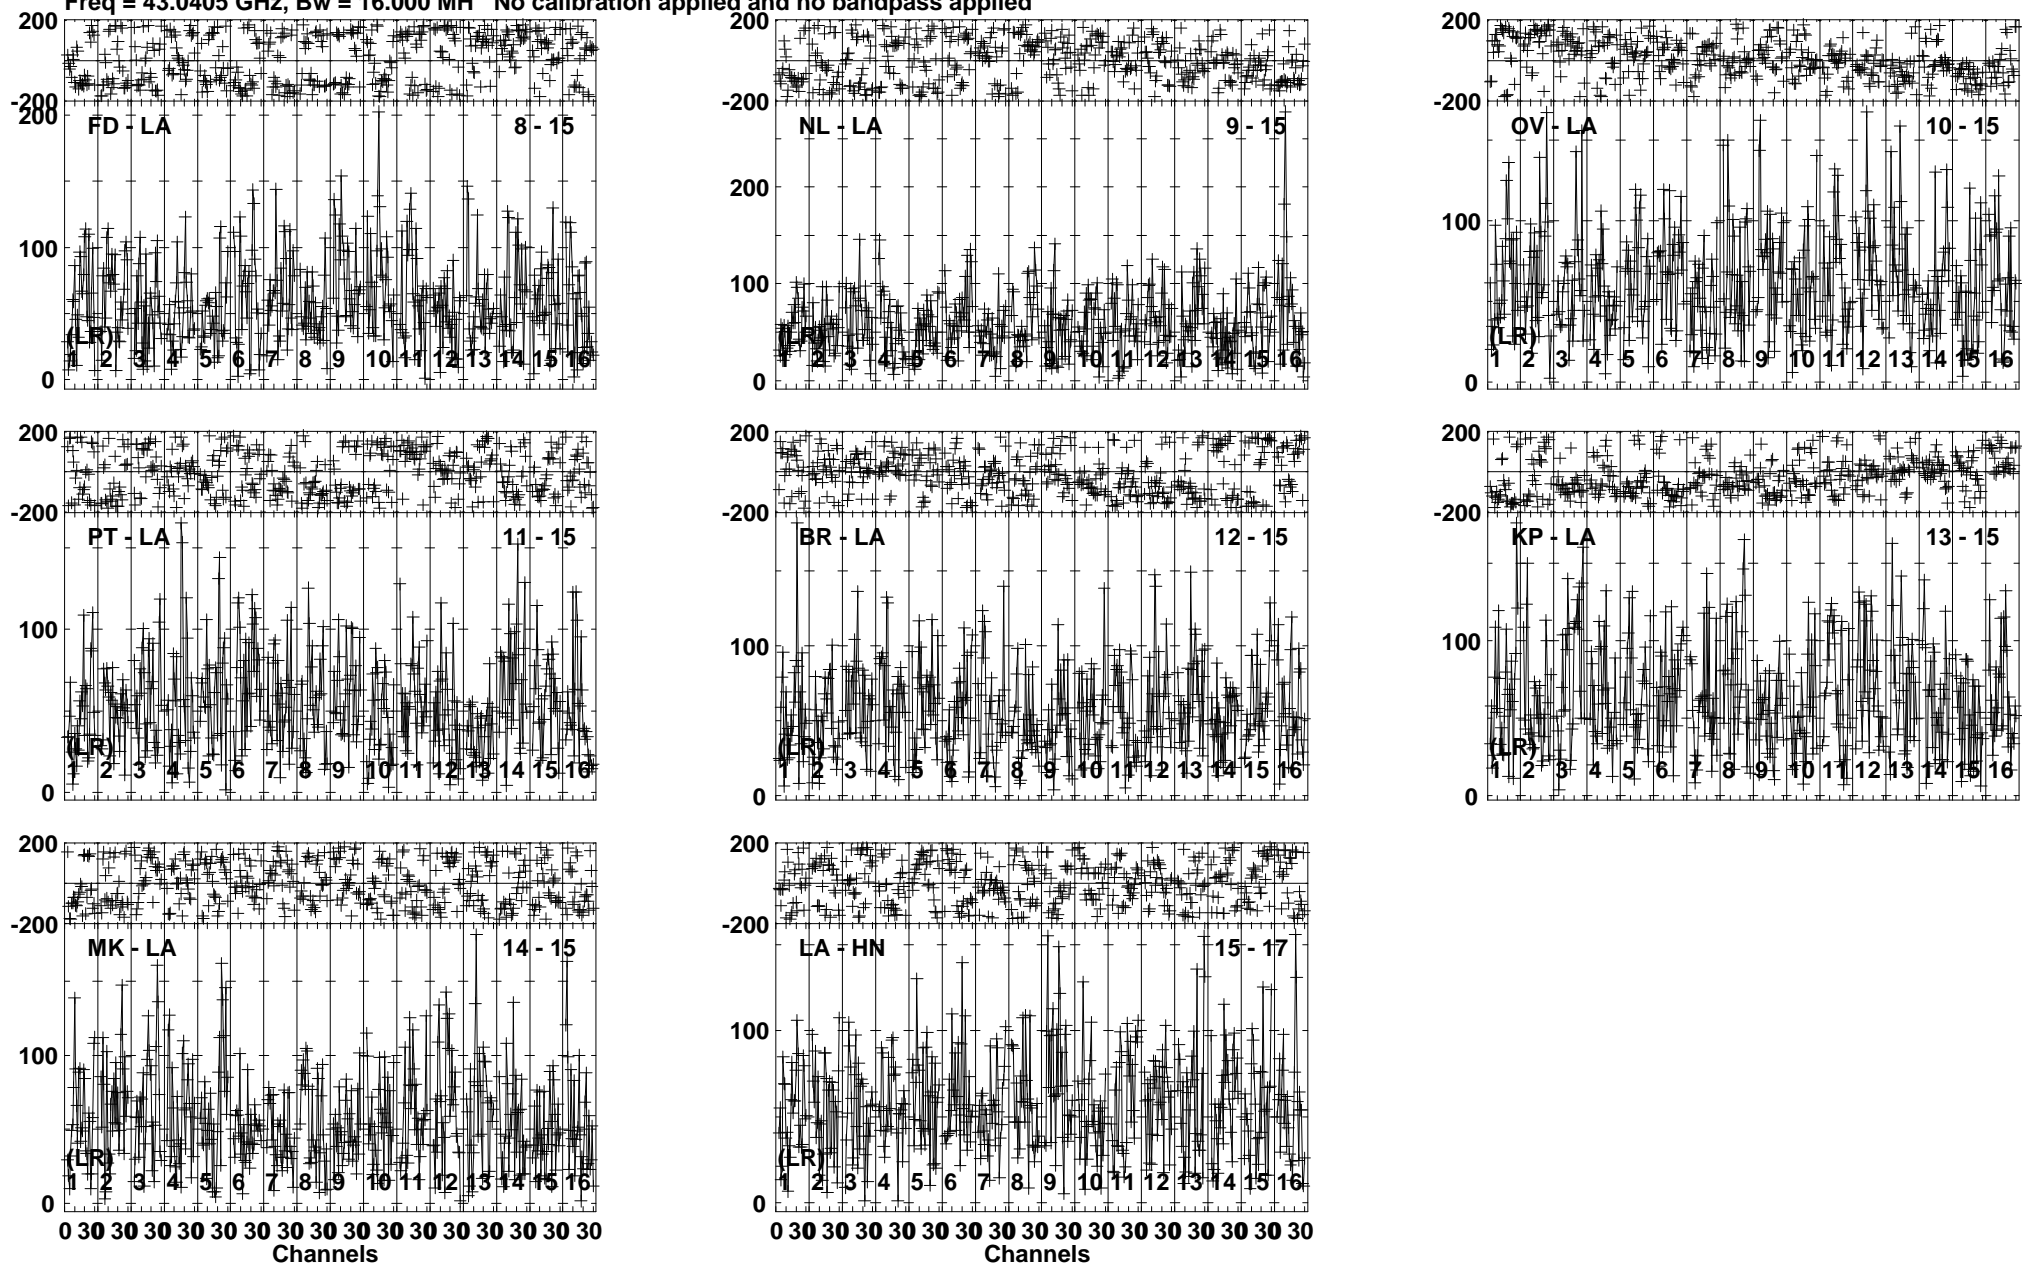 Freq = 43.0405 GHz, Bw = 16.000 MH No calibration applied and no bandpass applied
200
-200
200
100
0
FD - LA 8 - 15
(LR)
1 2 3 4 5 6 7 8 9 10 11 12 13 14 15 16
200
-200
200
100
0
NL - LA 9 - 15
(LR)
1 2 3 4 5 6 7 8 9 10 11 12 13 14 15 16
200
-200
100
0
OV - LA 10 - 15
(LR)
1 2 3 4 5 6 7 8 9 10 11 12 13 14 15 16
200
-200
100
0
PT - LA 11 - 15
(LR)
1 2 3 4 5 6 7 8 9 10 11 12 13 14 15 16
200
-200
100
0
BR - LA 12 - 15
(LR)
1 2 3 4 5 6 7 8 9 10 11 12 13 14 15 16
200
-200
100
0
KP - LA 13 - 15
(LR)
1 2 3 4 5 6 7 8 9 10 11 12 13 14 15 16
200
-200
100
0
MK - LA 14 - 15
(LR)
1 2 3 4 5 6 7 8 9 10 11 12 13 14 15 16
0 30 30 30 30 30 30 30 30 30 30 30 30 30 30 30 30
Channels
200
-200
100
0
LA - HN 15 - 17
(LR)
1 2 3 4 5 6 7 8 9 10 11 12 13 14 15 16
0 30 30 30 30 30 30 30 30 30 30 30 30 30 30 30 30
Channels